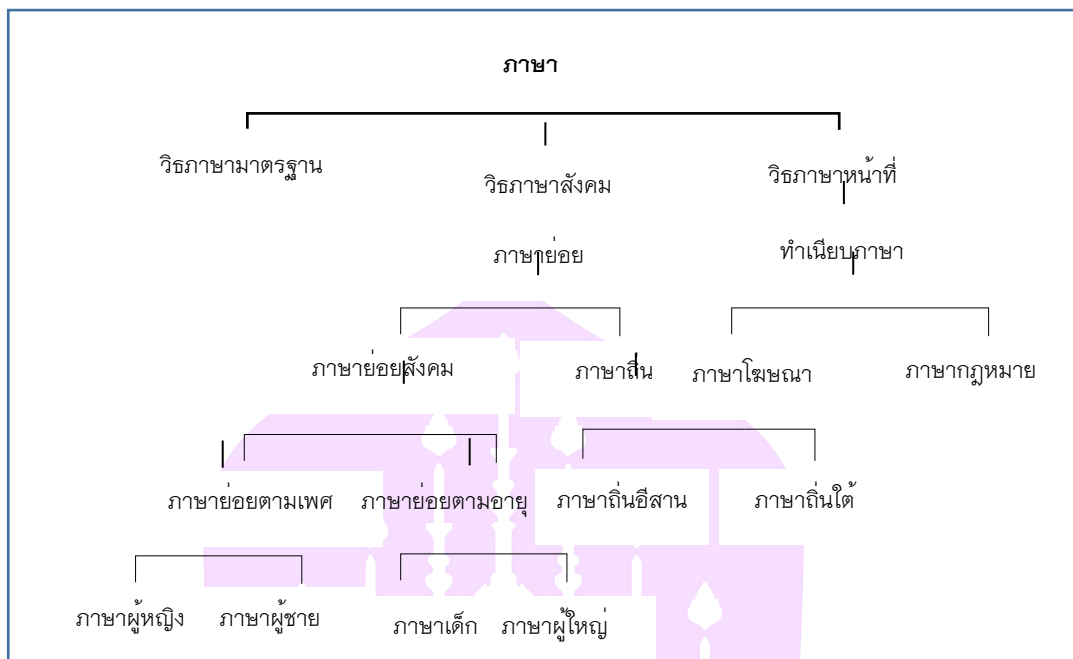 ภาษา
วิธภาษามาตรฐาน วิธภาษาสังคม วิธภาษาหน้าที่
ภาษาย่อย ทำเนียบภาษา
ภาษาย่อยสังคม ภาษาถิ่น ภาษาโฆษณา ภาษากฎหมาย
ภาษาย่อยตามเพศ ภาษาย่อยตามอายุ ภาษาถิ่นอีสาน ภาษาถิ่นใต้
ภาษาผู้หญิง ภาษาผู้ชาย ภาษาเด็ก ภาษาผู้ใหญ่